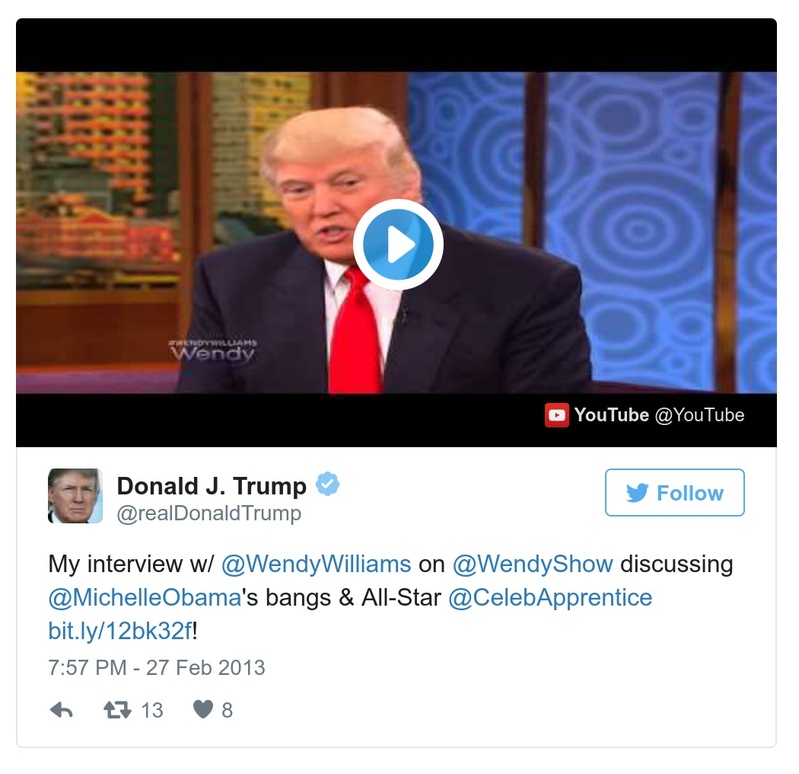 #WENDYWILLIAMS
Wendy
YouTube @YouTube
Donald J. Trump
@realDonaldTrump
Follow
My interview w/ @WendyWilliams on @WendyShow discussing
@MichelleObama's bangs & All-Star @CelebApprentice
bit.ly/12bk32f!
7:57 PM - 27 Feb 2013
13 8